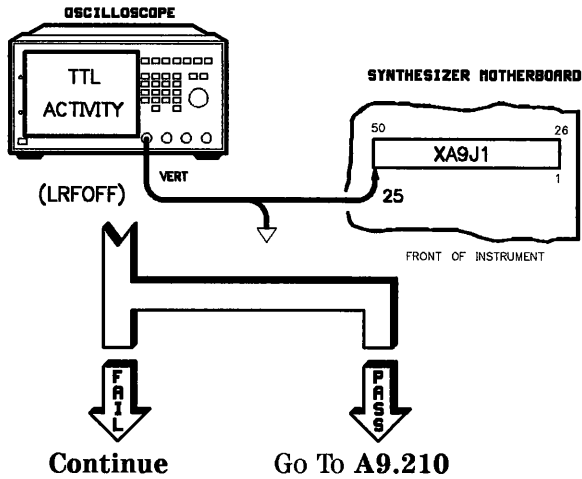 OSCILLOSCOPE
TTL
ACTIVITY
VERT
(LRFOFF)
SYNTHESIZER MOTHERBOARD
50 26
XA9J1
1
25
FRONT OF INSTRUMENT
FAIL
PASS
Continue
Go To A9.210